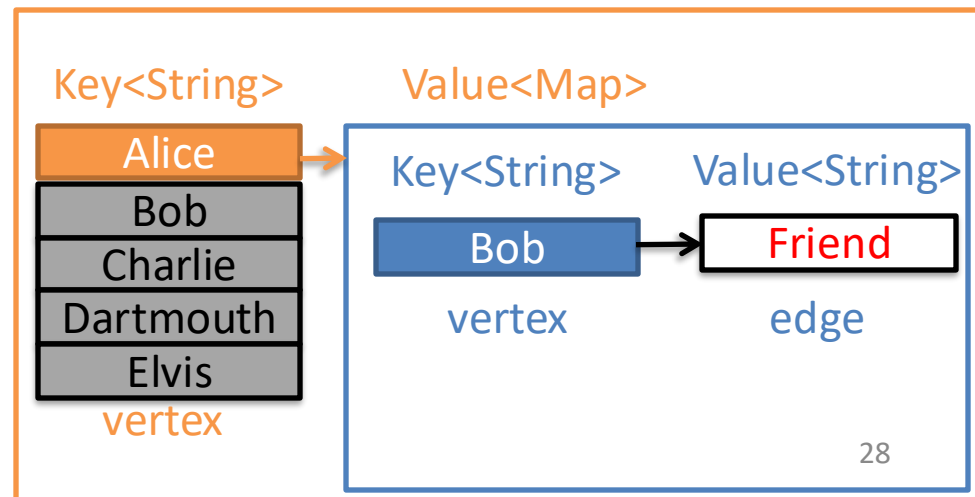 Key<String> Value<Map>
Alice
Bob
Charlie
Dartmouth
Elvis
vertex
Key<String> Value<String>
Bob Friend
vertex edge
28